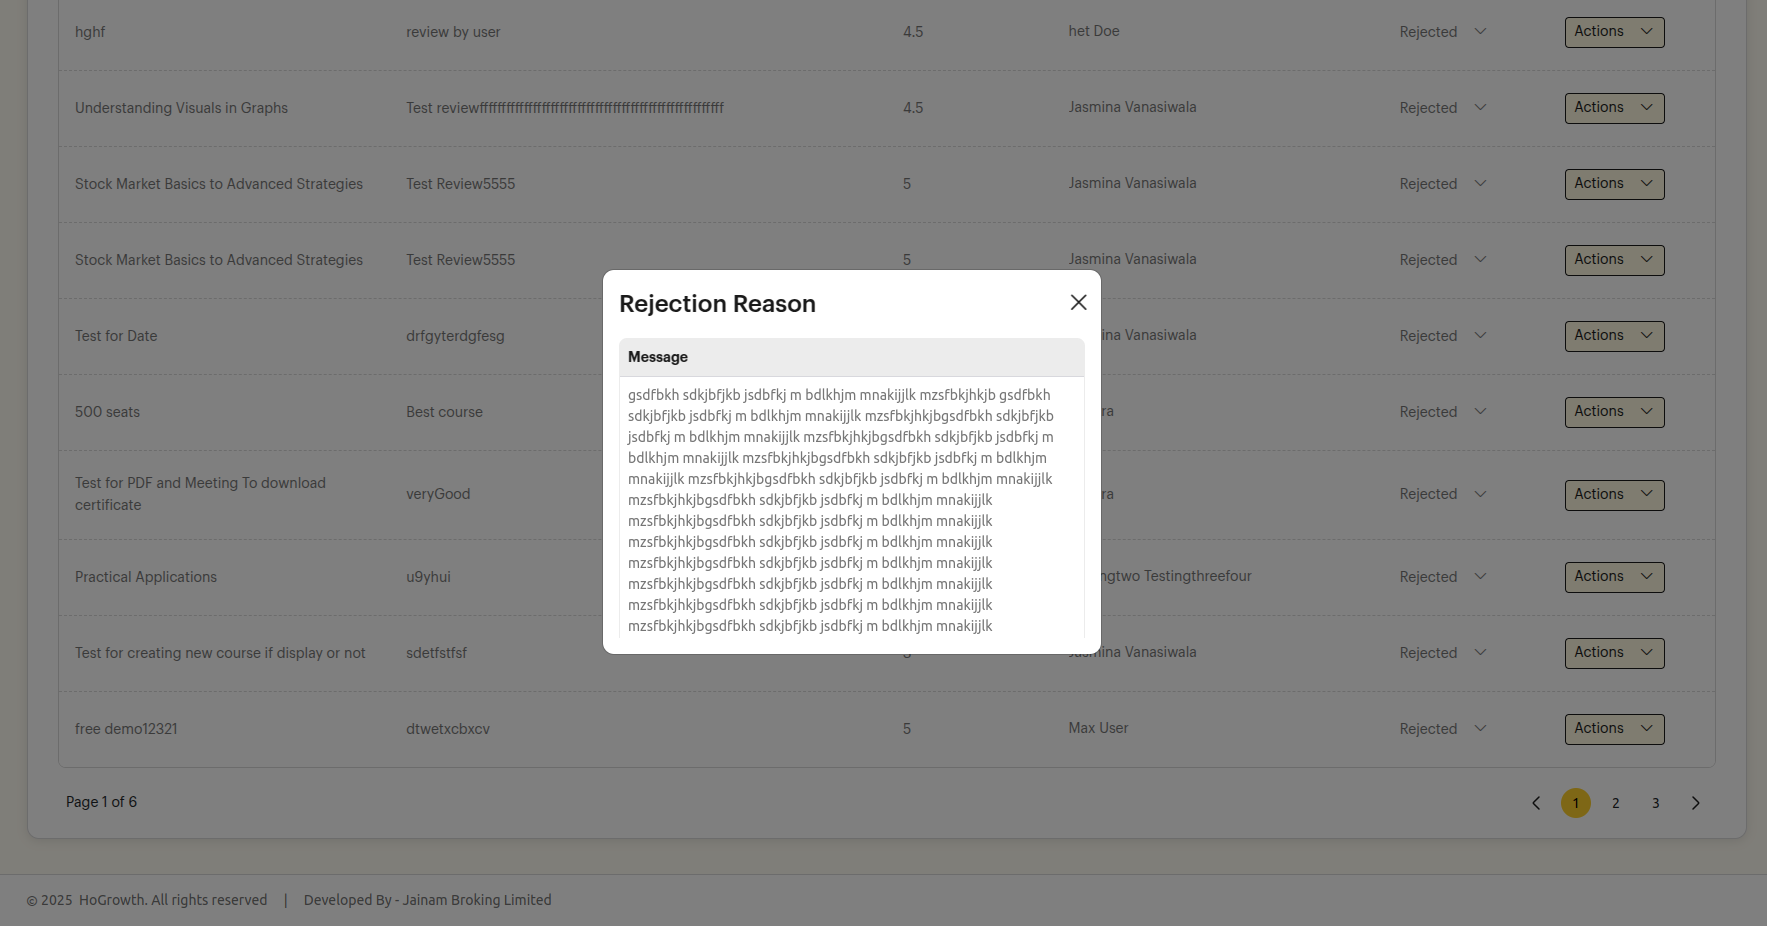 hghf review by user 4.5 het Doe Rejected Actions
Understanding Visuals in Graphs Test reviewffffffffffffffffffffffffffffffffffffffffffffffffffffffff 4.5 Jasmina Vanasiwala Rejected Actions
Stock Market Basics to Advanced Strategies Test Review5555 5 Jasmina Vanasiwala Rejected Actions
Stock Market Basics to Advanced Strategies Test Review5555 5 Jasmina Vanasiwala Rejected Actions
Test for Date drfgyterdgfesg ina Vanasiwala Rejected Actions
500 seats Best course ra Rejected Actions
Test for PDF and Meeting To download
certificate
veryGood ra Rejected Actions
Practical Applications u9yhui ngtwo Testingthreefour Rejected Actions
Test for creating new course if display or not sdetfstfsf Jasmina Vanasiwala Rejected Actions
free demo12321 dtwetxcbxcv 5 Max User Rejected Actions
Rejection Reason
Message
gsdfbkh sdkjbfjkb jsdbfkj m bdlkhjm mnakijjlk mzsfbkjhkjb gsdfbkh
sdkjbfjkb jsdbfkj m bdlkhjm mnakijjlk mzsfbkjhkjbgsdfbkh sdkjbfjkb
jsdbfkj m bdlkhjm mnakijjlk mzsfbkjhkjbgsdfbkh sdkjbfjkb jsdbfkj m
bdlkhjm mnakijjlk mzsfbkjhkjbgsdfbkh sdkjbfjkb jsdbfkj m bdlkhjm
mnakijjlk mzsfbkjhkjbgsdfbkh sdkjbfjkb jsdbfkj m bdlkhjm mnakijjlk
mzsfbkjhkjbgsdfbkh sdkjbfjkb jsdbfkj m bdlkhjm mnakijjlk
mzsfbkjhkjbgsdfbkh sdkjbfjkb jsdbfkj m bdlkhjm mnakijjlk
mzsfbkjhkjbgsdfbkh sdkjbfjkb jsdbfkj m bdlkhjm mnakijjlk
mzsfbkjhkjbgsdfbkh sdkjbfjkb jsdbfkj m bdlkhjm mnakijjlk
mzsfbkjhkjbgsdfbkh sdkjbfjkb jsdbfkj m bdlkhjm mnakijjlk
mzsfbkjhkjbgsdfbkh sdkjbfjkb jsdbfkj m bdlkhjm mnakijjlk
mzsfbkjhkjbgsdfbkh sdkjbfjkb jsdbfkj m bdlkhjm mnakijjlk
Page 1 of 6 1 2 3
© 2025 HoGrowth. All rights reserved | Developed By - Jainam Broking Limited